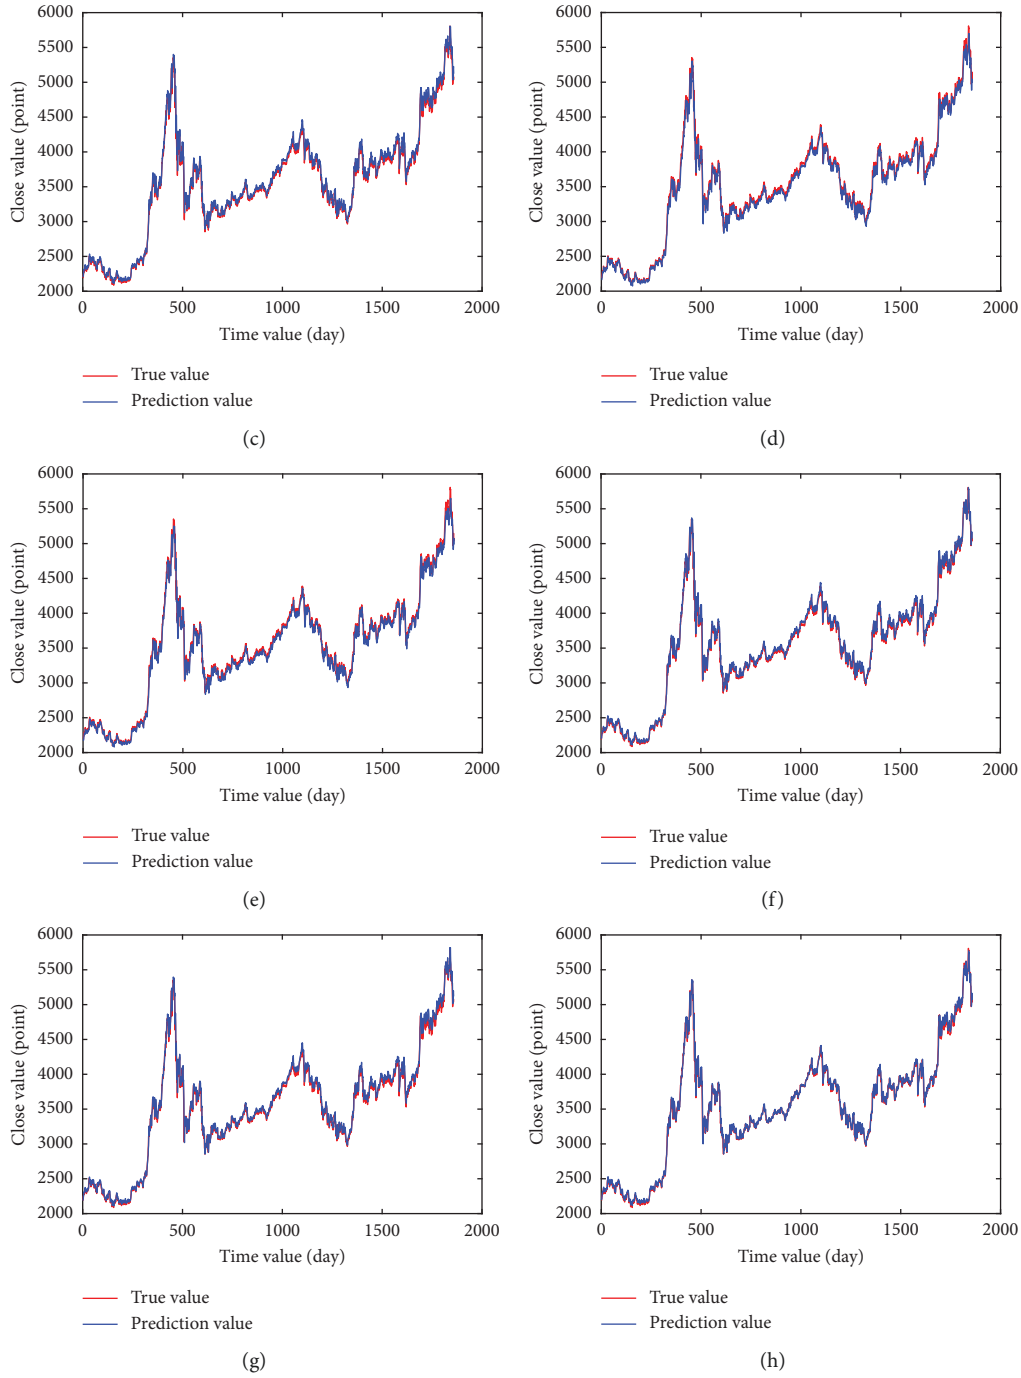 6000
5500
5000
4500
4000
3500
3000
2500
2000
Close value (point)
0 500 1000 1500 2000
Time value (day)
True value
Prediction value
(c)
6000
5500
5000
4500
4000
3500
3000
2500
2000
Close value (point)
0 500 1000 1500 2000
Time value (day)
True value
Prediction value
(d)
6000
5500
5000
4500
4000
3500
3000
2500
2000
Close value (point)
0 500 1000 1500 2000
Time value (day)
True value
Prediction value
(e)
6000
5500
5000
4500
4000
3500
3000
2500
2000
Close value (point)
0 500 1000 1500 2000
Time value (day)
True value
Prediction value
(f)
6000
5500
5000
4500
4000
3500
3000
2500
2000
Close value (point)
0 500 1000 1500 2000
Time value (day)
True value
Prediction value
(g)
6000
5500
5000
4500
4000
3500
3000
2500
2000
Close value (point)
0 500 1000 1500 2000
Time value (day)
True value
Prediction value
(h)